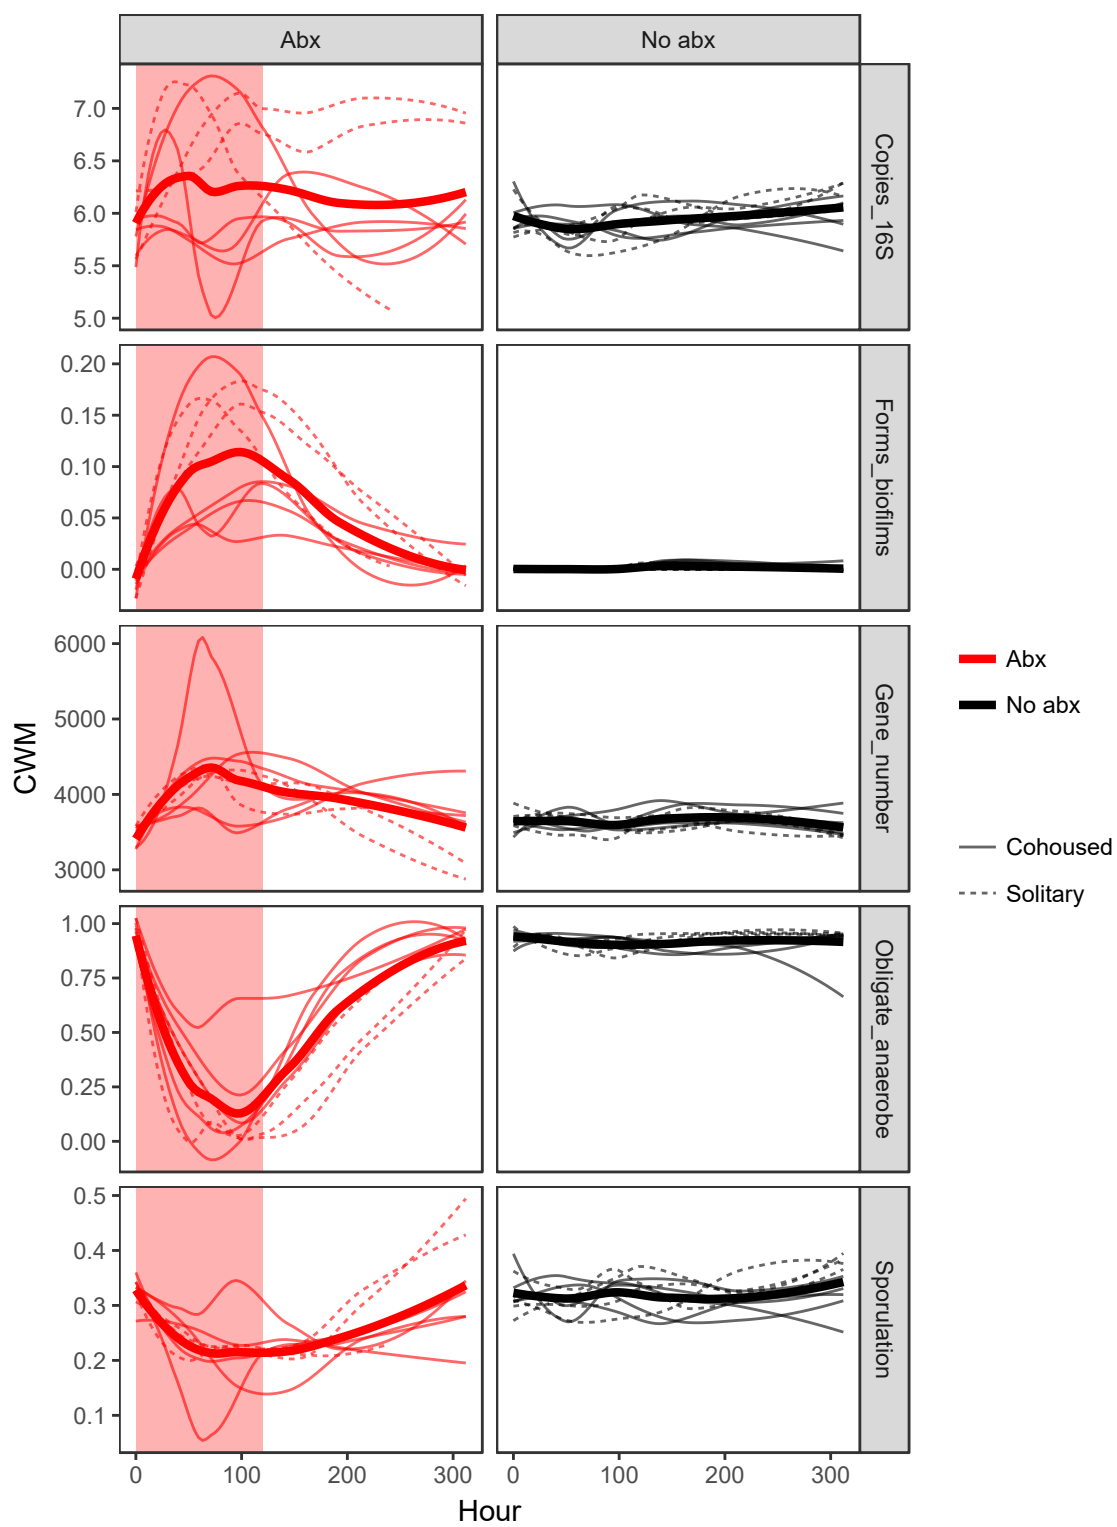 Abx
No abx
7.0
6.5
6.0
5.5
5.0
Copies_16S
0.20
0.15
0.10
0.05
0.00
Forms_biofilms
6000
5000
4000
3000
Gene_number
1.00
0.75
0.50
0.25
0.00
Obligate_anaerobe
0.5
0.4
0.3
0.2
0.1
Sporulation
0 100 200 300
0 100 200 300
Hour
CWM
Abx
No abx
Cohoused
Solitary